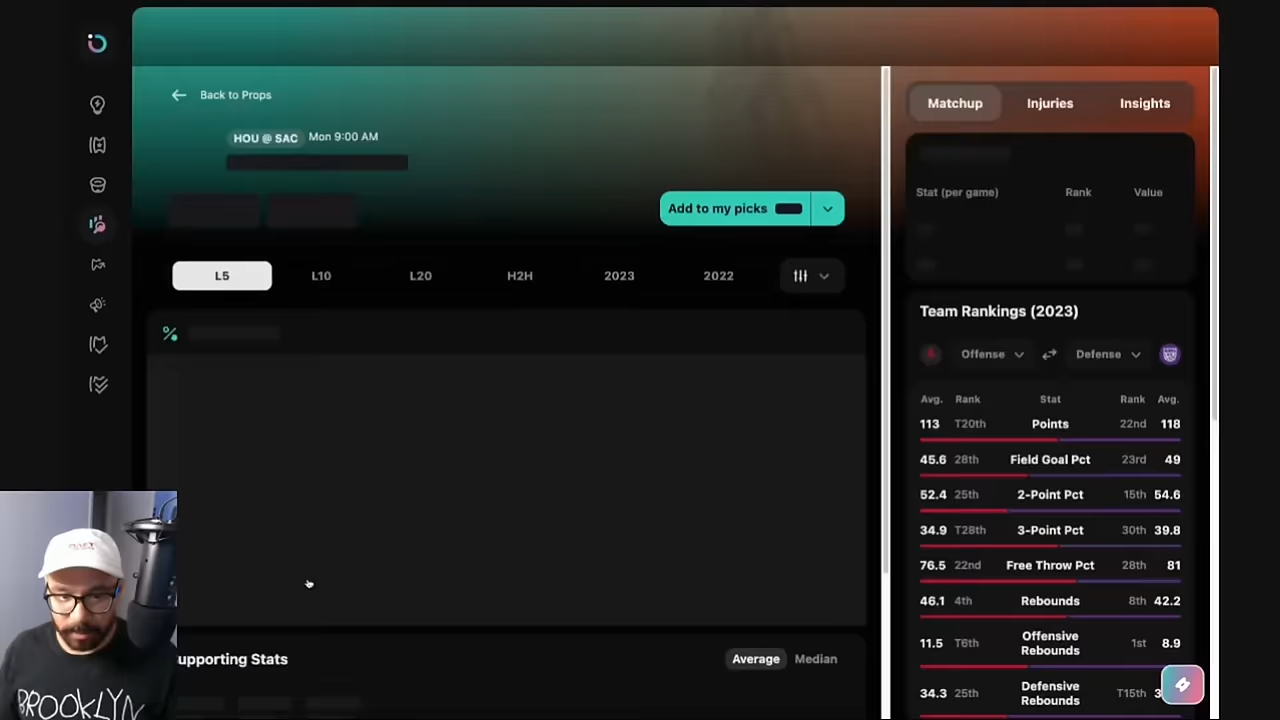 Back to Props
HOU @ SAC Mon 9:00 AM
Add to my picks
L5 L10 L20 H2H 2023 2022
upporting Stats
Average Median
Matchup Injuries Insights
Stat (per game) Rank Value
Team Rankings (2023)
Offense Defense
Avg. Rank Stat Rank Avg.
113 T20th Points 22nd 118
45.6 28th Field Goal Pct 23rd 49
52.4 25th 2-Point Pct 15th 54.6
34.9 T28th 3-Point Pct 30th 39.8
76.5 22nd Free Throw Pct 28th 81
46.1 4th Rebounds 8th 42.2
11.5 T6th Offensive Rebounds 1st 8.9
34.3 25th Defensive Rebounds T15th
BROOKLYN